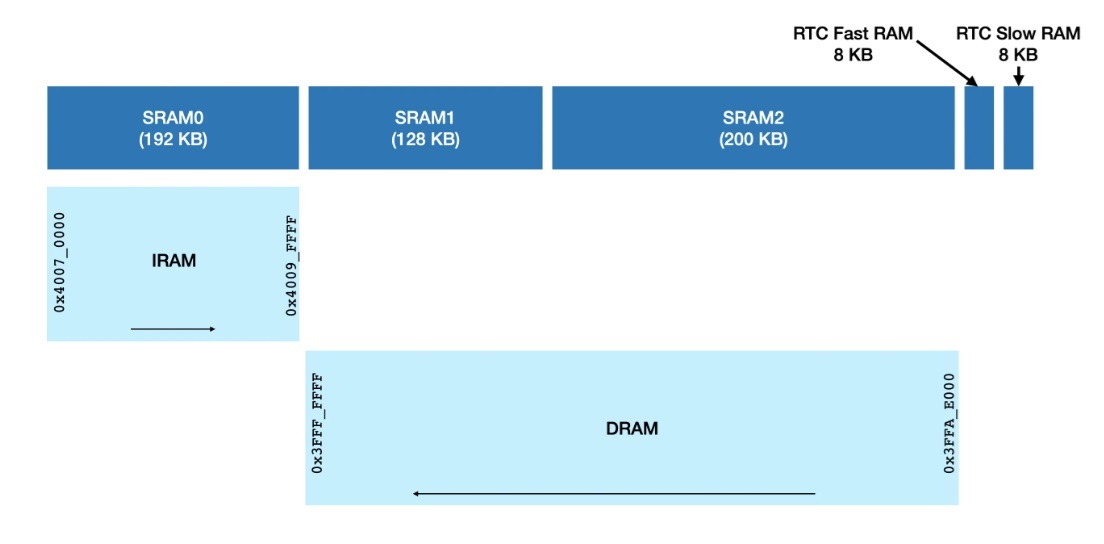 RTC Fast RAM
8 KB
RTC Slow RAM
8 KB
SRAM0
(192 KB)
SRAM1
(128 KB)
SRAM2
(200 KB)
0x4007_0000
IRAM
0x4009_FFFF
0x3FFF_FFFF
DRAM
0x3FFA_E000